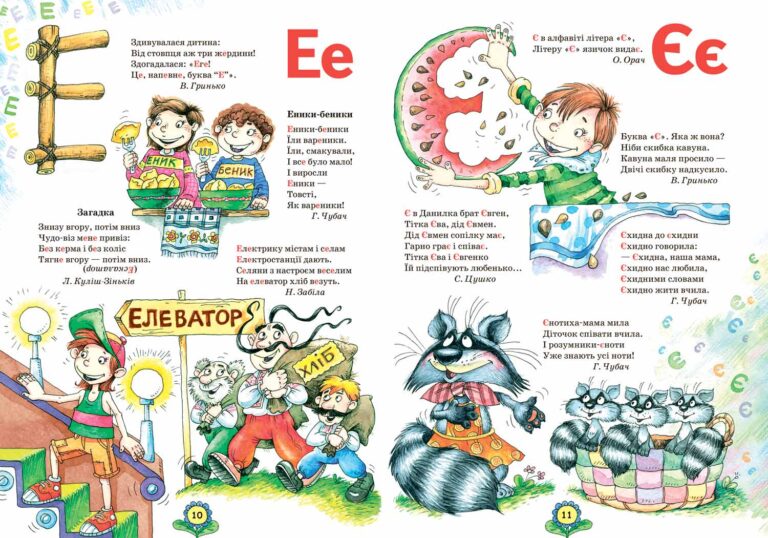 Ее
Здивувалася дитина:
Від стовпця аж три жердини!
Здогадалася: «Еге!
Це, напевне, буква “Е”».
В. Гринько
ЕНИК
БЕНИК
Еники-беники
Еники-беники
Їли вареники.
Їли, смакували,
І все було мало!
І виросли
Еники —
Товсті,
Як вареники!
Г. Чубач
Загадка
Знизу вгору, потім вниз
Чудо-віз мене привіз:
Без керма і без коліс
Тягне вгору — потім вниз.
(Ескалатор)
Л. Куліш-Зіньків
Електрику містам і селам
Електростанції дають.
Селяни з настроєм веселим
На елеватор хліб везуть.
Н. Забіла
ЕЛЕВАТОР
ХЛІБ
10
Єє
Є в алфавіті літера «Є»,
Літеру «Є» язичок видає.
О. Орач
Буква «Є». Яка ж вона?
Ніби скибка кавуна.
Кавуна маля просило —
Двічі скибку надкусило.
В. Гринько
Є в Данилка брат Євген,
Тітка Єва, дід Євмен.
Дід Євмен сопілку має,
Гарно грає і співає.
Тітка Єва і Євгенко
Їй підспівують любенько...
С. Цушко
Єхидна до єхидни
Єхидно говорила:
— Єхидна, наша мама,
Єхидно нас любила,
Єхидними словами
Єхидно жити вчила.
Г. Чубач
Єнотиха-мама мила
Діточок співати вчила.
І розумники-єноти
Уже знають усі ноти!
Г. Чубач
11